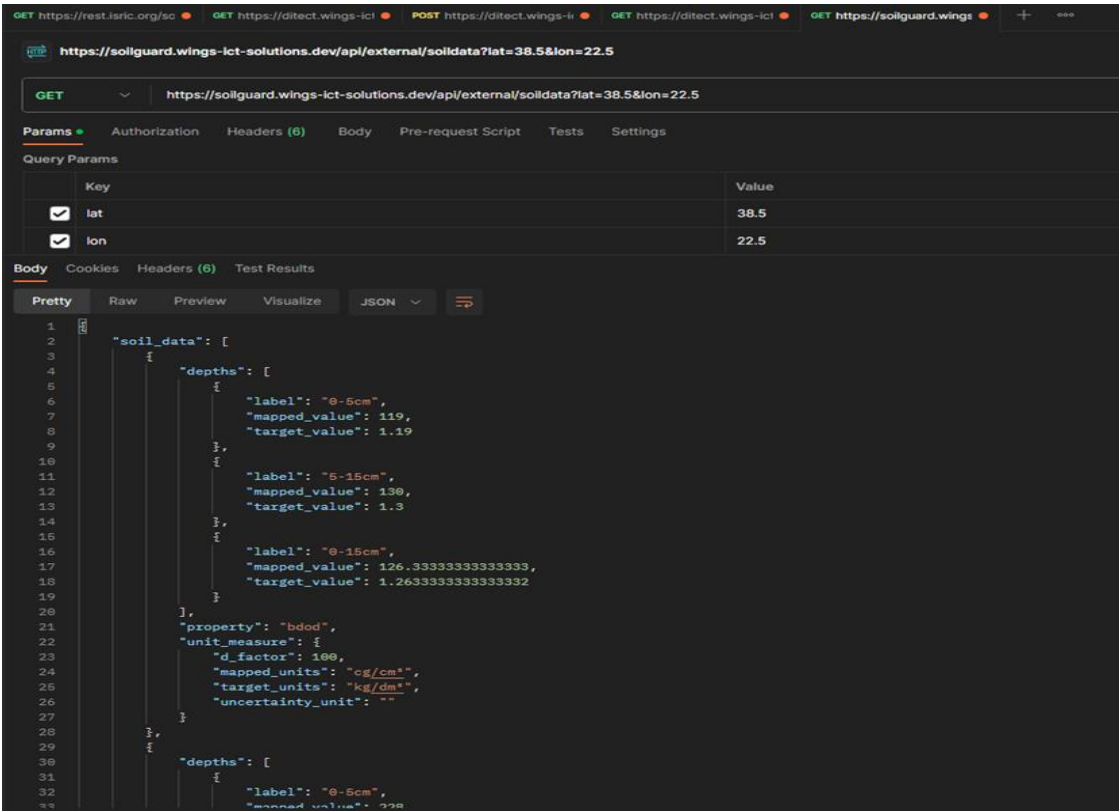 GET https://rest.isric.org/so GET https://ditect.wings-ict POST https://ditect.wings-ic GET https://ditect.wings-ict GET https://soilguard.wings + ooo
HTTP https://soilguard.wings-ict-solutions.dev/api/external/soildata?lat=38.5&lon=22.5
GET https://soilguard.wings-ict-solutions.dev/api/external/soildata?lat=38.5&lon=22.5
Params Authorization Headers (6) Body Pre-request Script Tests Settings
Query Params
Key Value
lat 38.5
lon 22.5
Body Cookies Headers (6) Test Results
Pretty Raw Preview Visualize JSON
1 {
2 "soil_data": [
3 {
4 "depths": [
5 {
6 "label": "0-5cm",
7 "mapped_value": 119,
8 "target_value": 1.19
9 },
10 {
11 "label": "5-15cm",
12 "mapped_value": 130,
13 "target_value": 1.3
14 },
15 {
16 "label": "0-15cm",
17 "mapped_value": 126.33333333333333,
18 "target_value": 1.2633333333333332
19 }
20 ],
21 "property": "bdod",
22 "unit_measure": {
23 "d_factor": 100,
24 "mapped_units": "cg/cm³",
25 "target_units": "kg/dm³",
26 "uncertainty_unit": ""
27 }
28 },
29 {
30 "depths": [
31 {
32 "label": "0-5cm",
33 "mapped_value": 228